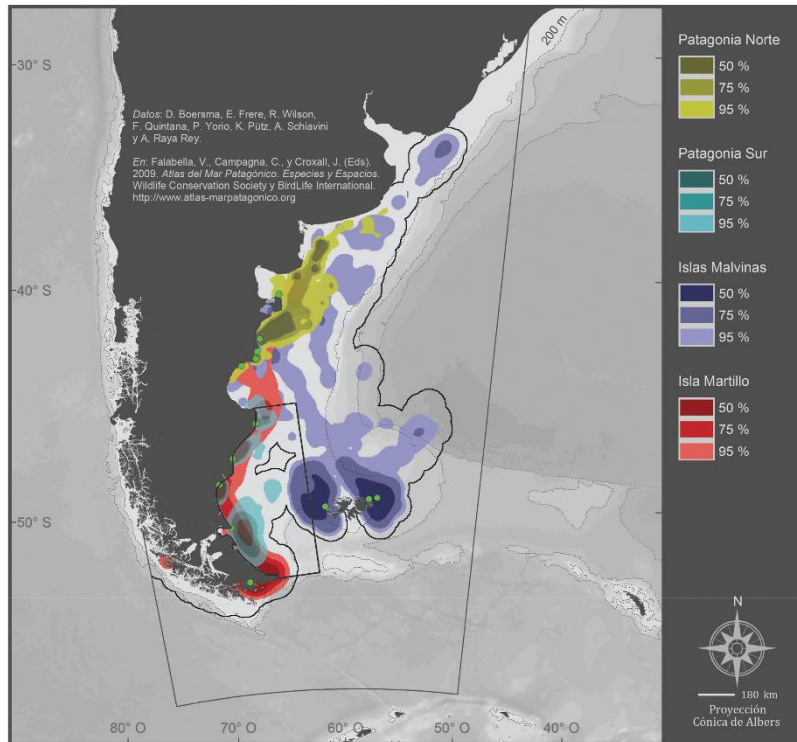 200 m
30° S
40° S
50° S
Datos: D. Boersma, E. Frere, R. Wilson,
F. Quintana, P. Yorio, K. Pütz, A. Schiavini
y A. Raya Rey.
En: Falabella, V., Campagna, C., y Croxall, J. (Eds).
2009. Atlas del Mar Patagónico. Especies y Espacios.
Wildlife Conservation Society y BirdLife International.
http://www.atlas-marpatagonico.org
80° O
70° O
60° O
50° O
40° O
Patagonia Norte
50 %
75 %
95 %
Patagonia Sur
50 %
75 %
95 %
Islas Malvinas
50 %
75 %
95 %
Isla Martillo
50 %
75 %
95 %
N
180 km
Proyección
Cónica de Albers